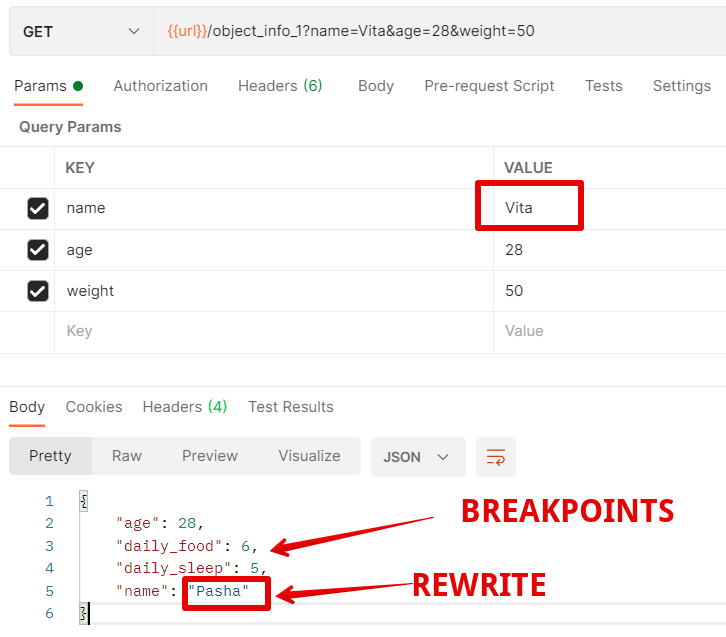 GET {{url}}/object_info_1?name=Vita&age=28&weight=50
Params Authorization Headers (6) Body Pre-request Script Tests Settings
Query Params
KEY VALUE
name Vita
age 28
weight 50
Key Value
Body Cookies Headers (4) Test Results
Pretty Raw Preview Visualize JSON
1 {
2 "age": 28,
BREAKPOINTS
3 "daily_food": 6,
4 "daily_sleep": 5,
5 "name": "Pasha"
REWRITE
6 }